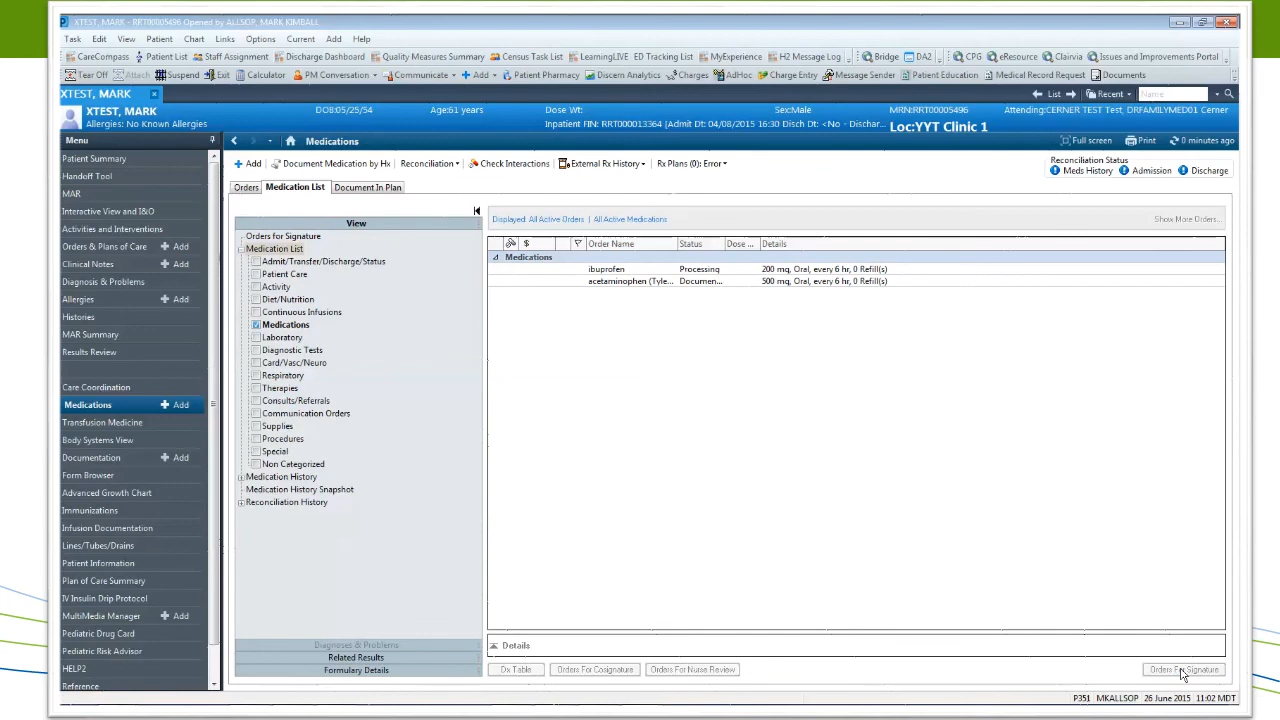 XTEST, MARK - RRT00005496 Opened by ALLSOP, MARK KIMBALL
Task Edit View Patient Chart Links Options Current Add Help
CareCompass Patient List Staff Assignment Discharge Dashboard Quality Measures Summary Census Task List LearningLIVE ED Tracking List MyExperience H2 Message Log Bridge DA2 CPG eResource Clairvia Issues and Improvements Portal
Tear Off Attach Suspend Exit Calculator PM Conversation Communicate Add Patient Pharmacy Discern Analytics Charges AdHoc Charge Entry Message Sender Patient Education Medical Record Request Documents
XTEST, MARK
List Recent Name
XTEST, MARK DOB:05/25/54 Age:61 years Dose Wt: Sex:Male MRN:RRT00005496 Attending:CERNER TEST Test, DRFAMILYMED01 Cerner
Allergies: No Known Allergies Inpatient FIN: RRT000013364 [Admit Dt: 04/08/2015 16:30 Disch Dt: <No - Dischar... Loc:YYT Clinic 1
Menu
Medications
Full screen Print 0 minutes ago
Patient Summary
Handoff Tool
MAR
Interactive View and I&O
Activities and Interventions
Orders & Plans of Care Add
Clinical Notes Add
Diagnosis & Problems
Allergies Add
Histories
MAR Summary
Results Review
Care Coordination
Medications Add
Transfusion Medicine
Body Systems View
Documentation Add
Form Browser
Advanced Growth Chart
Immunizations
Infusion Documentation
Lines/Tubes/Drains
Patient Information
Plan of Care Summary
IV Insulin Drip Protocol
MultiMedia Manager Add
Pediatric Drug Card
Pediatric Risk Advisor
HELP2
Reference
Add Document Medication by Hx Reconciliation Check Interactions External Rx History Rx Plans (0): Error
Reconciliation Status
Meds History Admission Discharge
Orders Medication List Document In Plan
View
Orders for Signature
Medication List
Admit/Transfer/Discharge/Status
Patient Care
Activity
Diet/Nutrition
Continuous Infusions
Medications
Laboratory
Diagnostic Tests
Card/Vasc/Neuro
Respiratory
Therapies
Consults/Referrals
Communication Orders
Supplies
Procedures
Special
Non Categorized
Medication History
Medication History Snapshot
Reconciliation History
Diagnoses & Problems
Related Results
Formulary Details
Displayed: All Active Orders | All Active Medications
Show More Orders...
$ Order Name Status Dose ... Details
Medications
ibuprofen Processing 200 mg, Oral, every 6 hr, 0 Refill(s)
acetaminophen (Tyle... Documen... 500 mg, Oral, every 6 hr, 0 Refill(s)
Details
Dx Table Orders For Cosignature Orders For Nurse Review Orders For Signature
P351 MKALLSOP 26 June 2015 11:02 MDT